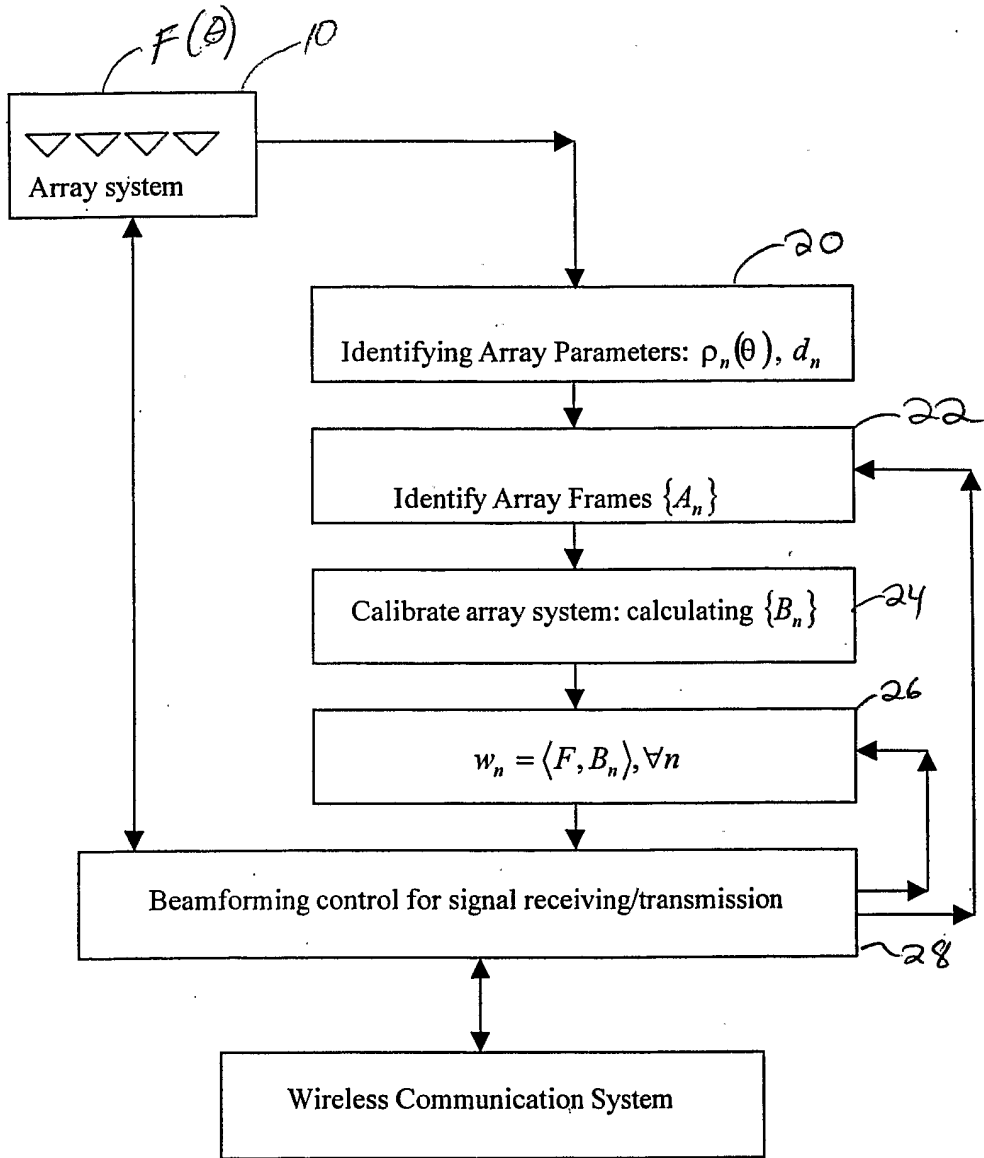 F(θ) 10
Array system
20
Identifying Array Parameters: ρₙ(θ), dₙ
22
Identify Array Frames {Aₙ}
Calibrate array system: calculating {Bₙ} 24
26
wₙ = ⟨F, Bₙ⟩, ∀n
Beamforming control for signal receiving/transmission
28
Wireless Communication System